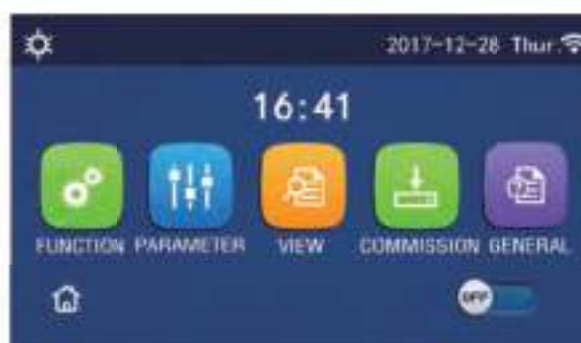 2017-12-28 Thur.
16:41
FUNCTION PARAMETER VIEW COMMISSION GENERAL
OFF